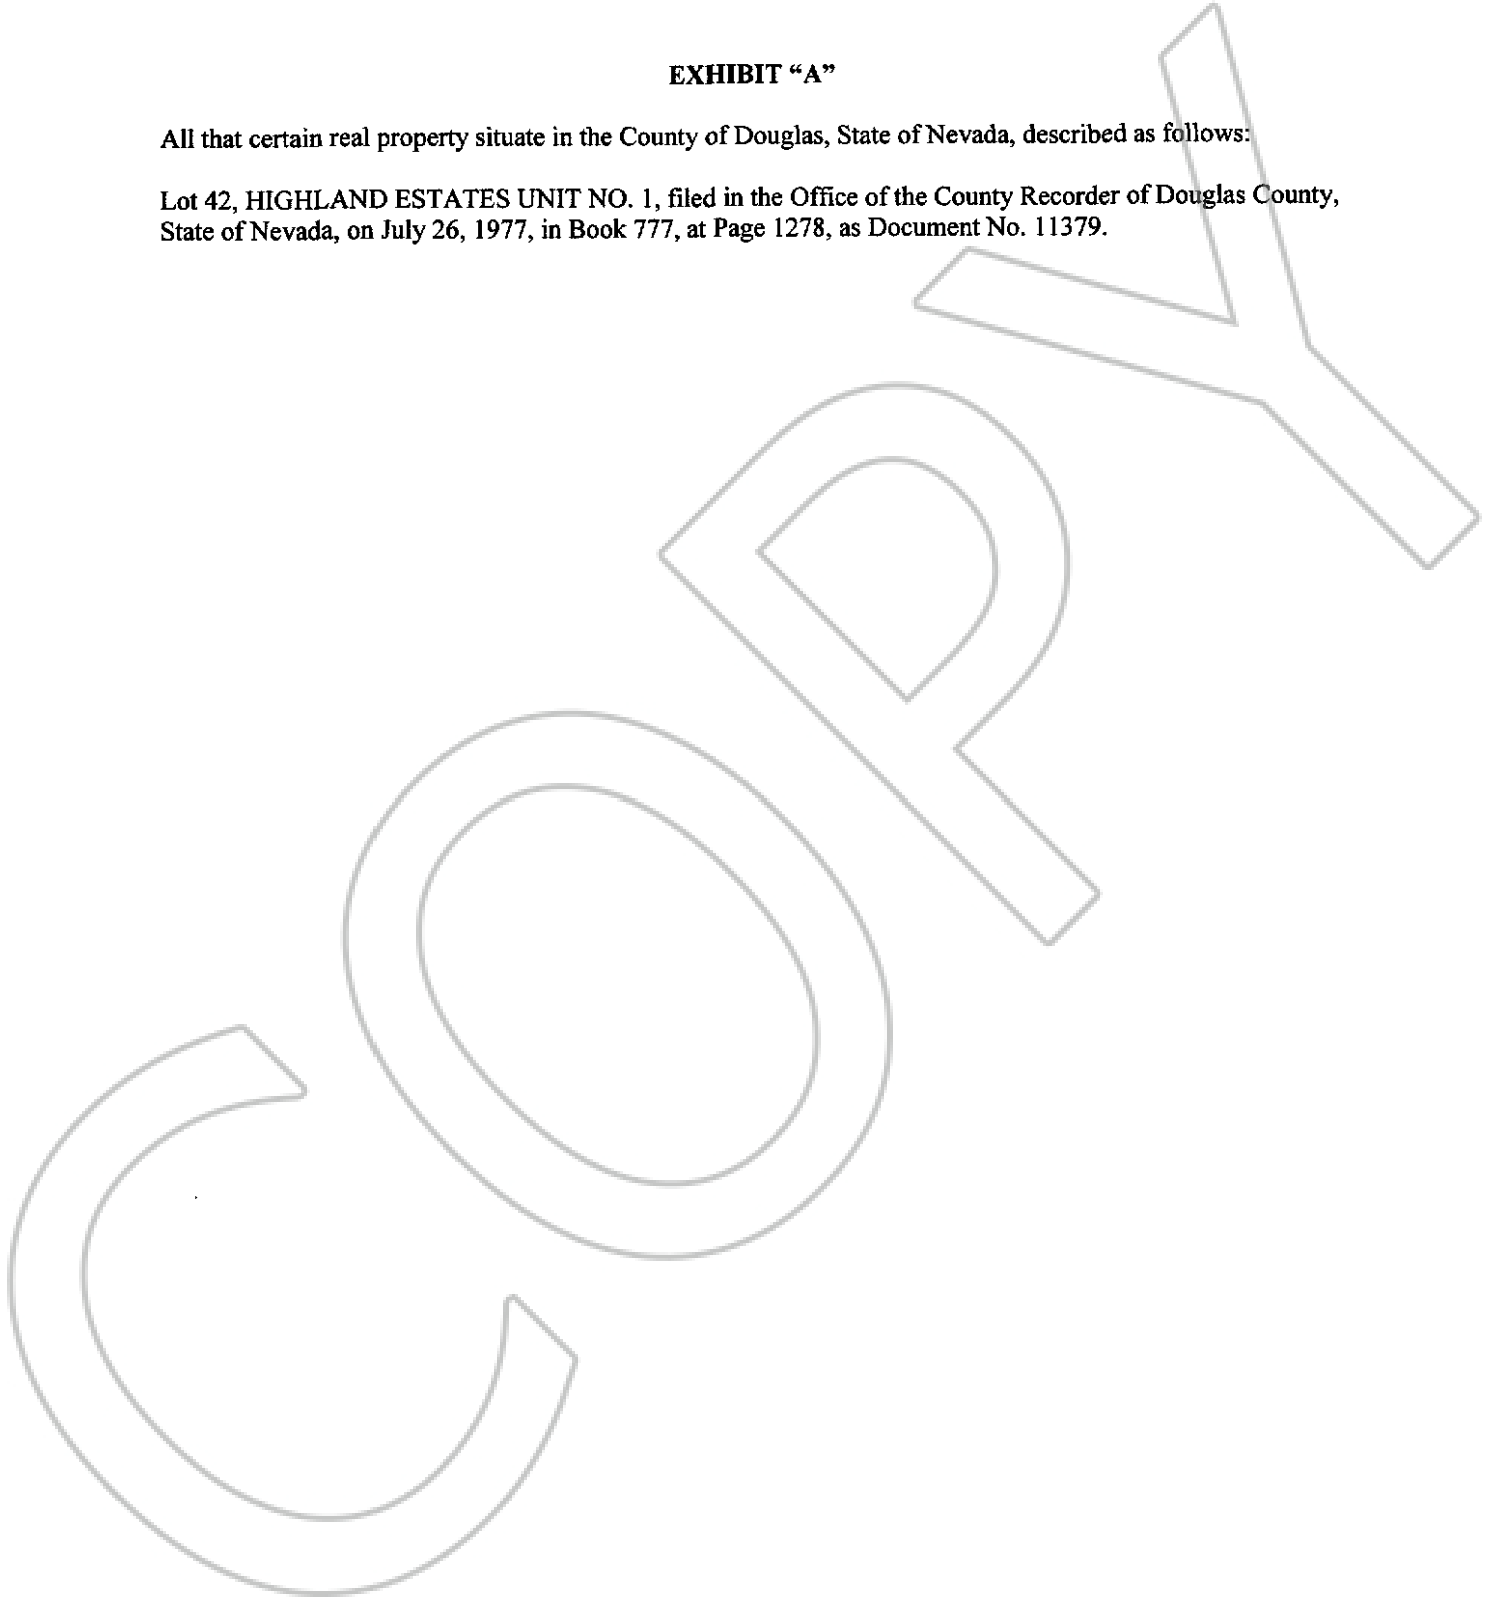 EXHIBIT “A”
All that certain real property situate in the County of Douglas, State of Nevada, described as follows:
Lot 42, HIGHLAND ESTATES UNIT NO. 1, filed in the Office of the County Recorder of Douglas County,
State of Nevada, on July 26, 1977, in Book 777, at Page 1278, as Document No. 11379.
COPY